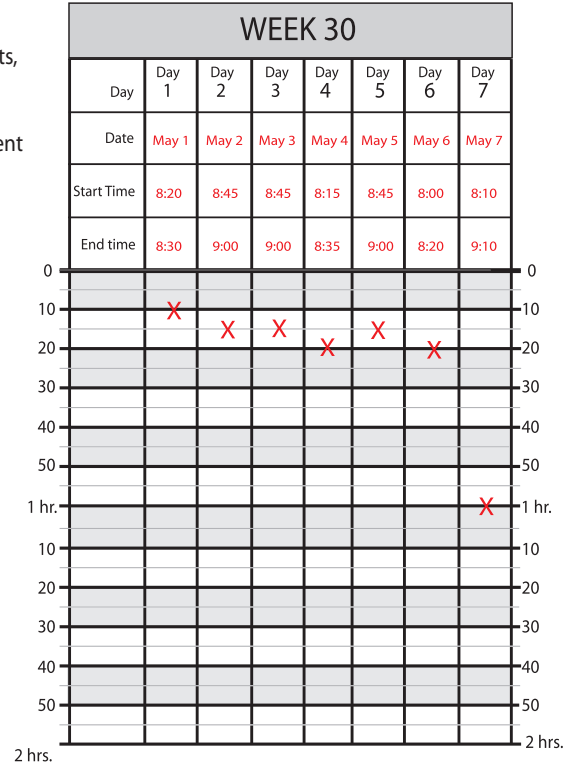 WEEK 30
ts,
ent
Day Day 1 Day 2 Day 3 Day 4 Day 5 Day 6 Day 7
Date May 1 May 2 May 3 May 4 May 5 May 6 May 7
Start Time 8:20 8:45 8:45 8:15 8:45 8:00 8:10
End time 8:30 9:00 9:00 8:35 9:00 8:20 9:10
0 0
10 X 10
X X X
20 X X 20
30 30
40 40
50 50
1 hr. X 1 hr.
10 10
20 20
30 30
40 40
50 50
2 hrs. 2 hrs.